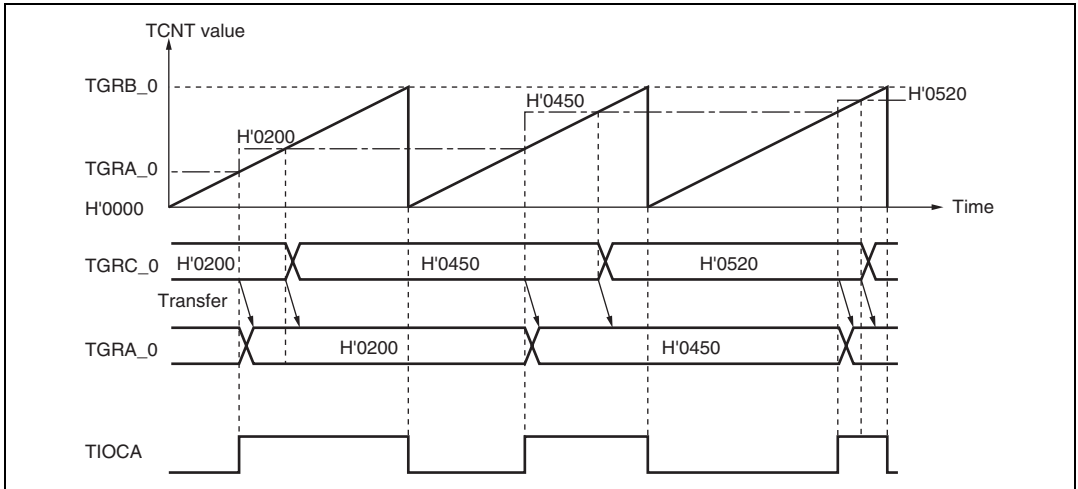 TCNT value
TGRB_0
H'0520
H'0450
H'0200
TGRA_0
H'0000
Time
TGRC_0
H'0200
H'0450
H'0520
Transfer
TGRA_0
H'0200
H'0450
TIOCA